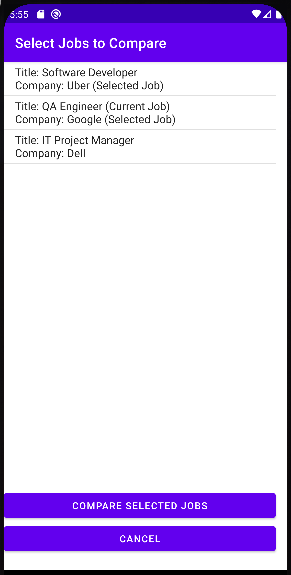 5:55
Select Jobs to Compare
Title: Software Developer
Company: Uber (Selected Job)
Title: QA Engineer (Current Job)
Company: Google (Selected Job)
Title: IT Project Manager
Company: Dell
COMPARE SELECTED JOBS
CANCEL